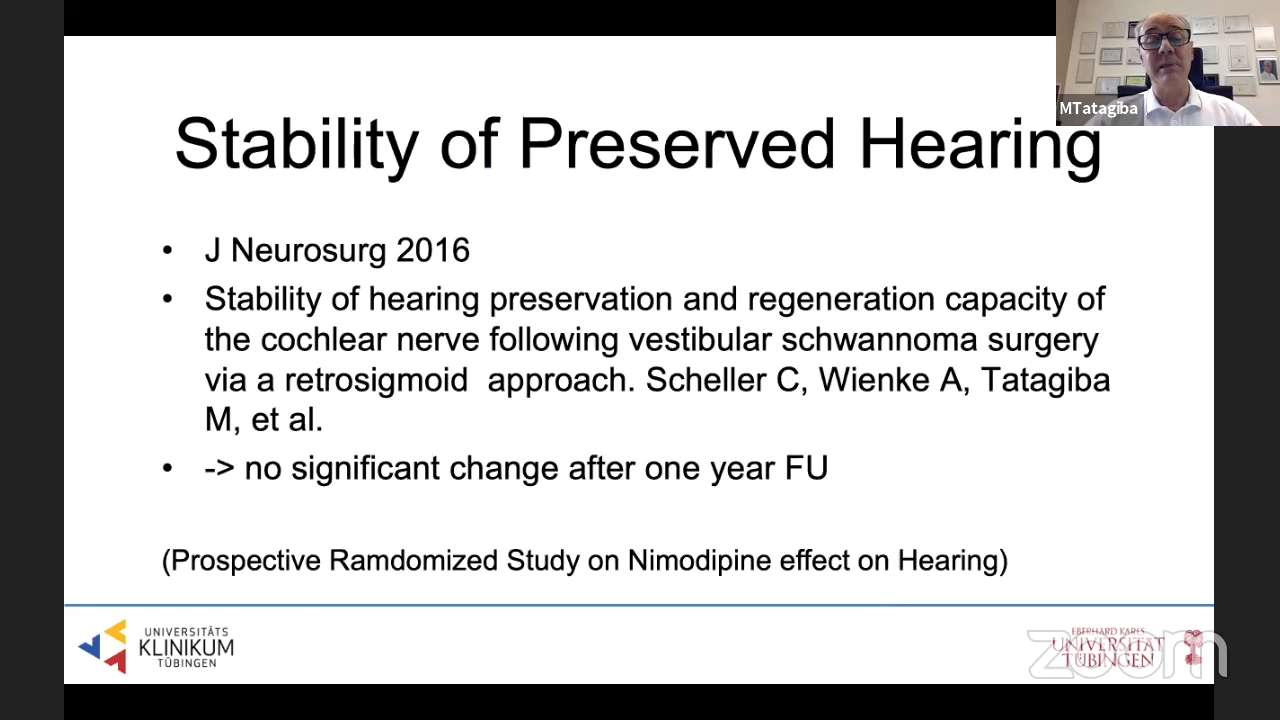 MTatagiba
Stability of Preserved Hearing
• J Neurosurg 2016
• Stability of hearing preservation and regeneration capacity of
the cochlear nerve following vestibular schwannoma surgery
via a retrosigmoid approach. Scheller C, Wienke A, Tatagiba
M, et al.
• -> no significant change after one year FU
(Prospective Ramdomized Study on Nimodipine effect on Hearing)
UNIVERSITÄTS
KLINIKUM
TÜBINGEN
EBERHARD KARLS
UNIVERSITÄT
TÜBINGEN
zoom